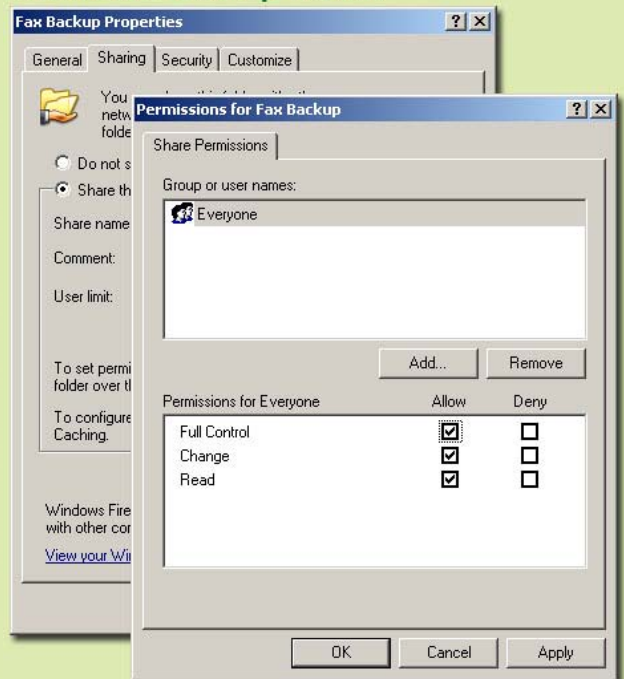 Fax Backup Properties
General Sharing Security Customize
You
netw
folde
Do not s
Share th
Share name
Comment:
User limit:
To set permi
folder over th
To configure
Caching.
Windows Fire
with other cor
View your Wi
Permissions for Fax Backup
Share Permissions
Group or user names:
Everyone
Add... Remove
Permissions for Everyone Allow Deny
Full Control
Change
Read
OK Cancel Apply